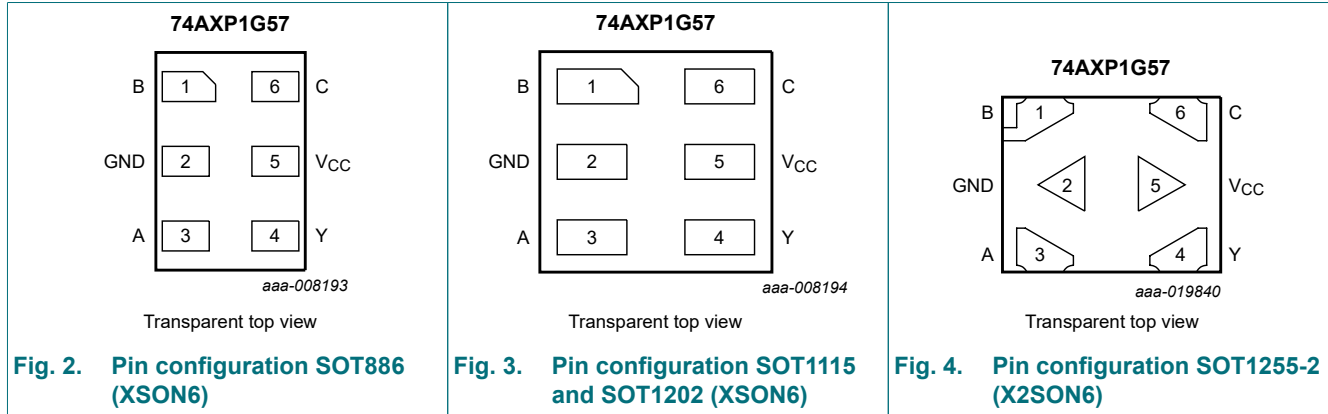 74AXP1G57
B 1 6 C
GND 2 5 VCC
A 3 4 Y
aaa-008193
Transparent top view
Fig. 2. Pin configuration SOT886
(XSON6)
74AXP1G57
B 1 6 C
GND 2 5 VCC
A 3 4 Y
aaa-008194
Transparent top view
Fig. 3. Pin configuration SOT1115
and SOT1202 (XSON6)
74AXP1G57
B 1 6 C
GND 2 5 VCC
A 3 4 Y
aaa-019840
Transparent top view
Fig. 4. Pin configuration SOT1255-2
(X2SON6)